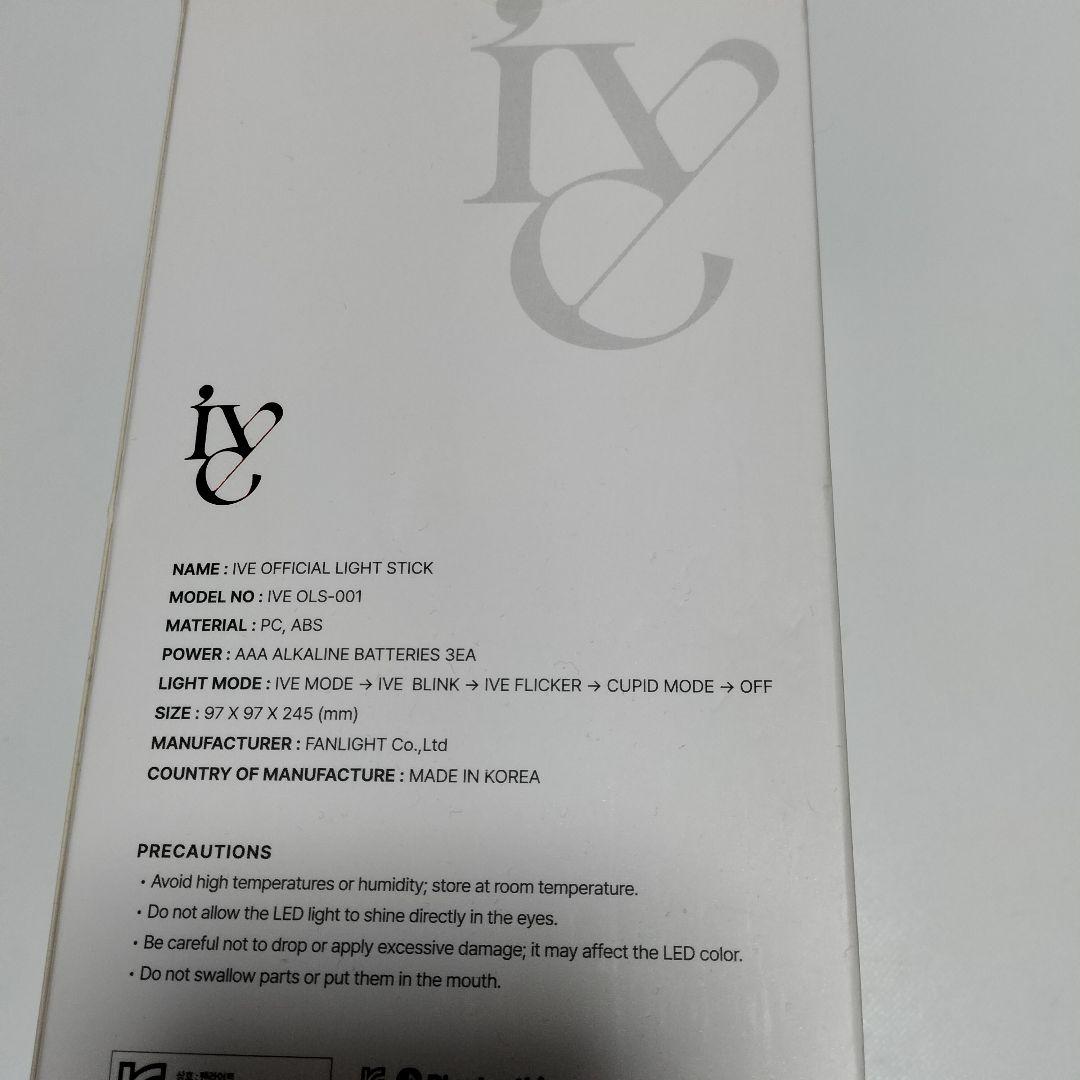 ive
ive
NAME : IVE OFFICIAL LIGHT STICK
MODEL NO : IVE OLS-001
MATERIAL : PC, ABS
POWER : AAA ALKALINE BATTERIES 3EA
LIGHT MODE : IVE MODE → IVE BLINK → IVE FLICKER → CUPID MODE → OFF
SIZE : 97 X 97 X 245 (mm)
MANUFACTURER : FANLIGHT Co.,Ltd
COUNTRY OF MANUFACTURE : MADE IN KOREA
PRECAUTIONS
• Avoid high temperatures or humidity; store at room temperature.
• Do not allow the LED light to shine directly in the eyes.
• Be careful not to drop or apply excessive damage; it may affect the LED color.
• Do not swallow parts or put them in the mouth.